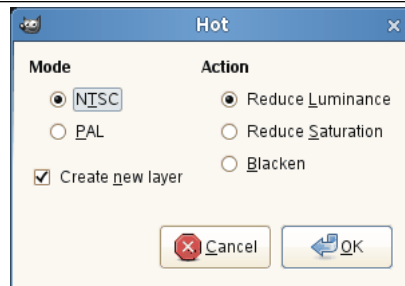 Hot
Mode
NTSC
PAL
Create new layer
Action
Reduce Luminance
Reduce Saturation
Blacken
Cancel
OK